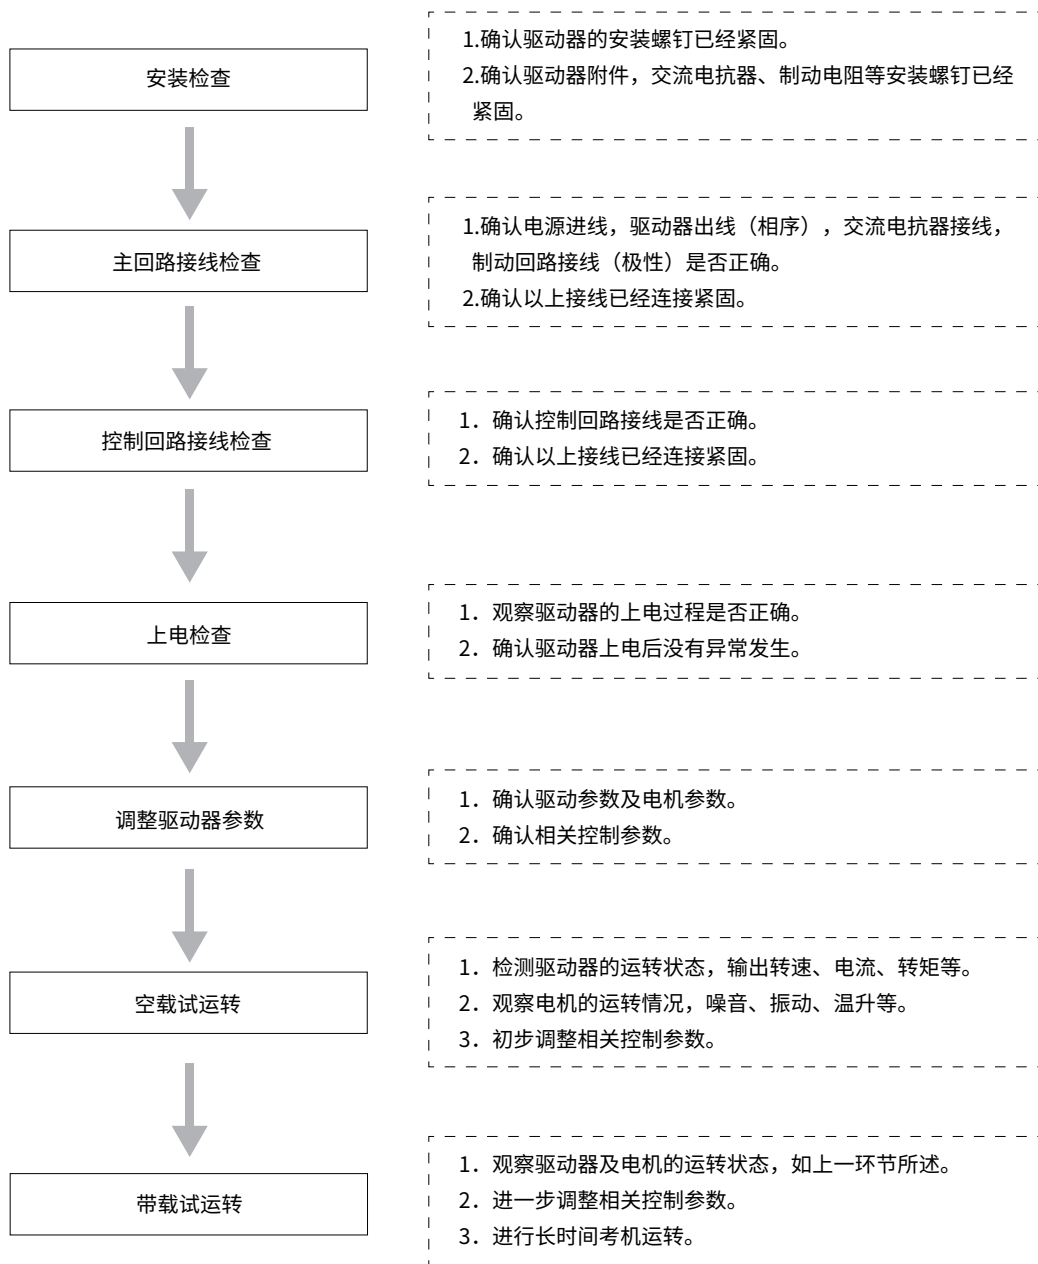 安装检查
1.确认驱动器的安装螺钉已经紧固。
2.确认驱动器附件，交流电抗器、制动电阻等安装螺钉已经
紧固。
主回路接线检查
1.确认电源进线，驱动器出线（相序），交流电抗器接线，
制动回路接线（极性）是否正确。
2.确认以上接线已经连接紧固。
控制回路接线检查
1. 确认控制回路接线是否正确。
2. 确认以上接线已经连接紧固。
上电检查
1. 观察驱动器的上电过程是否正确。
2. 确认驱动器上电后没有异常发生。
调整驱动器参数
1. 确认驱动参数及电机参数。
2. 确认相关控制参数。
空载试运转
1. 检测驱动器的运转状态，输出转速、电流、转矩等。
2. 观察电机的运转情况，噪音、振动、温升等。
3. 初步调整相关控制参数。
带载试运转
1. 观察驱动器及电机的运转状态，如上一环节所述。
2. 进一步调整相关控制参数。
3. 进行长时间考机运转。